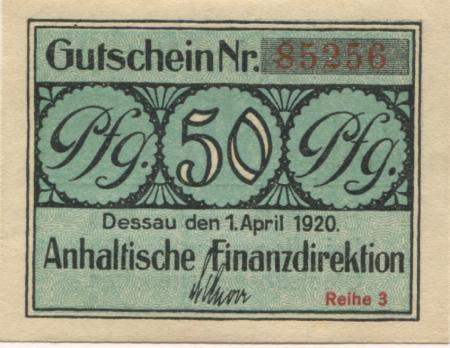 Gutschein Nr. 85256
Pfg. 50 Pfg.
Dessau den 1. April 1920.
Anhaltische Finanzdirektion
Reihe 3